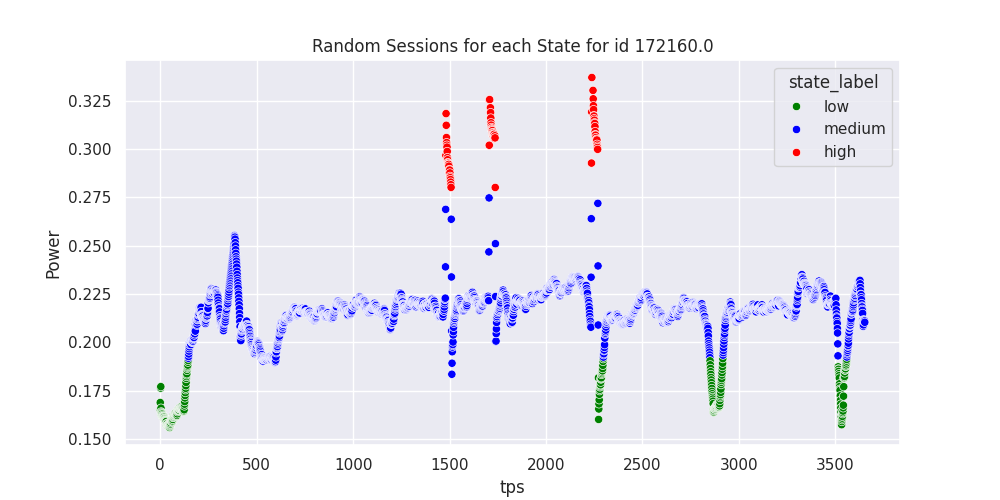 Random Sessions for each State for id 172160.0
state_label
low
medium
high
Power
0.325
0.300
0.275
0.250
0.225
0.200
0.175
0.150
0 500 1000 1500 2000 2500 3000 3500
tps